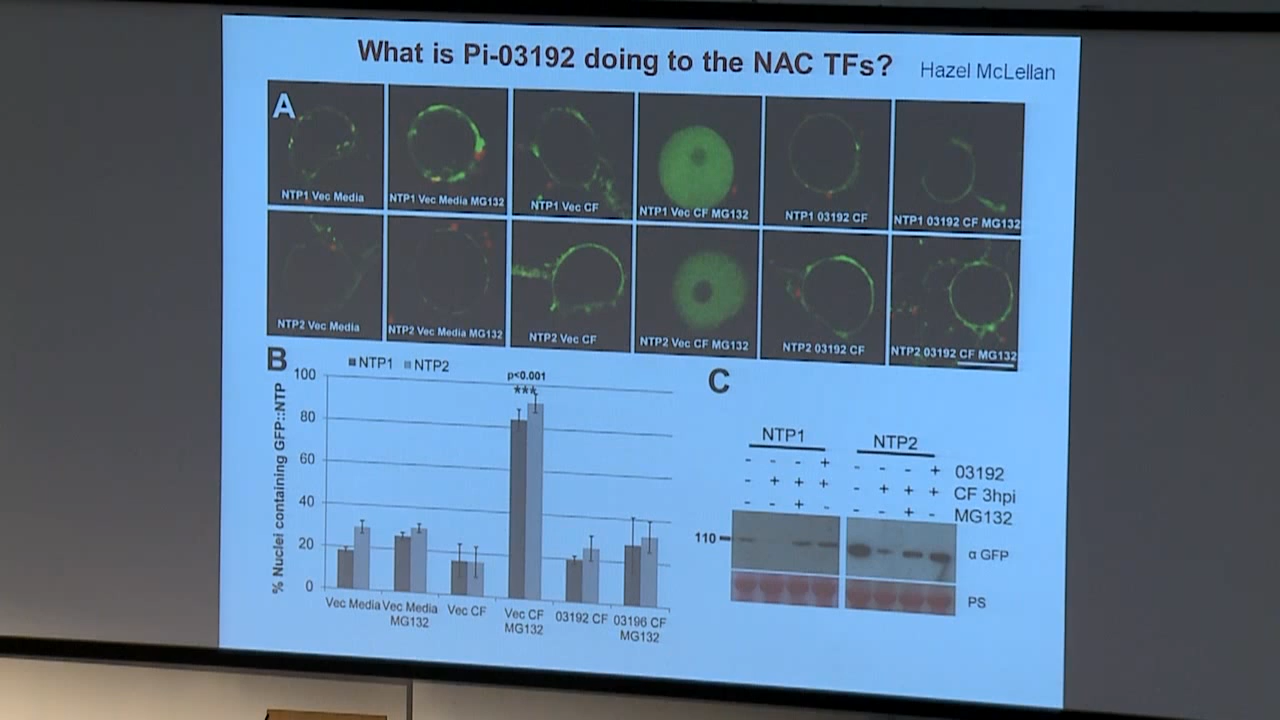 What is Pi-03192 doing to the NAC TFs?
Hazel McLellan
A
NTP1 Vec Media
NTP1 Vec Media MG132
NTP1 Vec CF
NTP1 Vec CF MG132
NTP1 03192 CF
NTP1 03192 CF MG132
NTP2 Vec Media
NTP2 Vec Media MG132
NTP2 Vec CF
NTP2 Vec CF MG132
NTP2 03192 CF
NTP2 03192 CF MG132
B
NTP1 NTP2
% Nuclei containing GFP::NTP
100
80
60
40
20
0
p<0.001
***
Vec Media
Vec Media
MG132
Vec CF
Vec CF
MG132
03192 CF
03196 CF
MG132
C
NTP1 NTP2
- - - + - - - + 03192
- + + + - + + + CF 3hpi
- - + - - - + - MG132
110
α GFP
PS